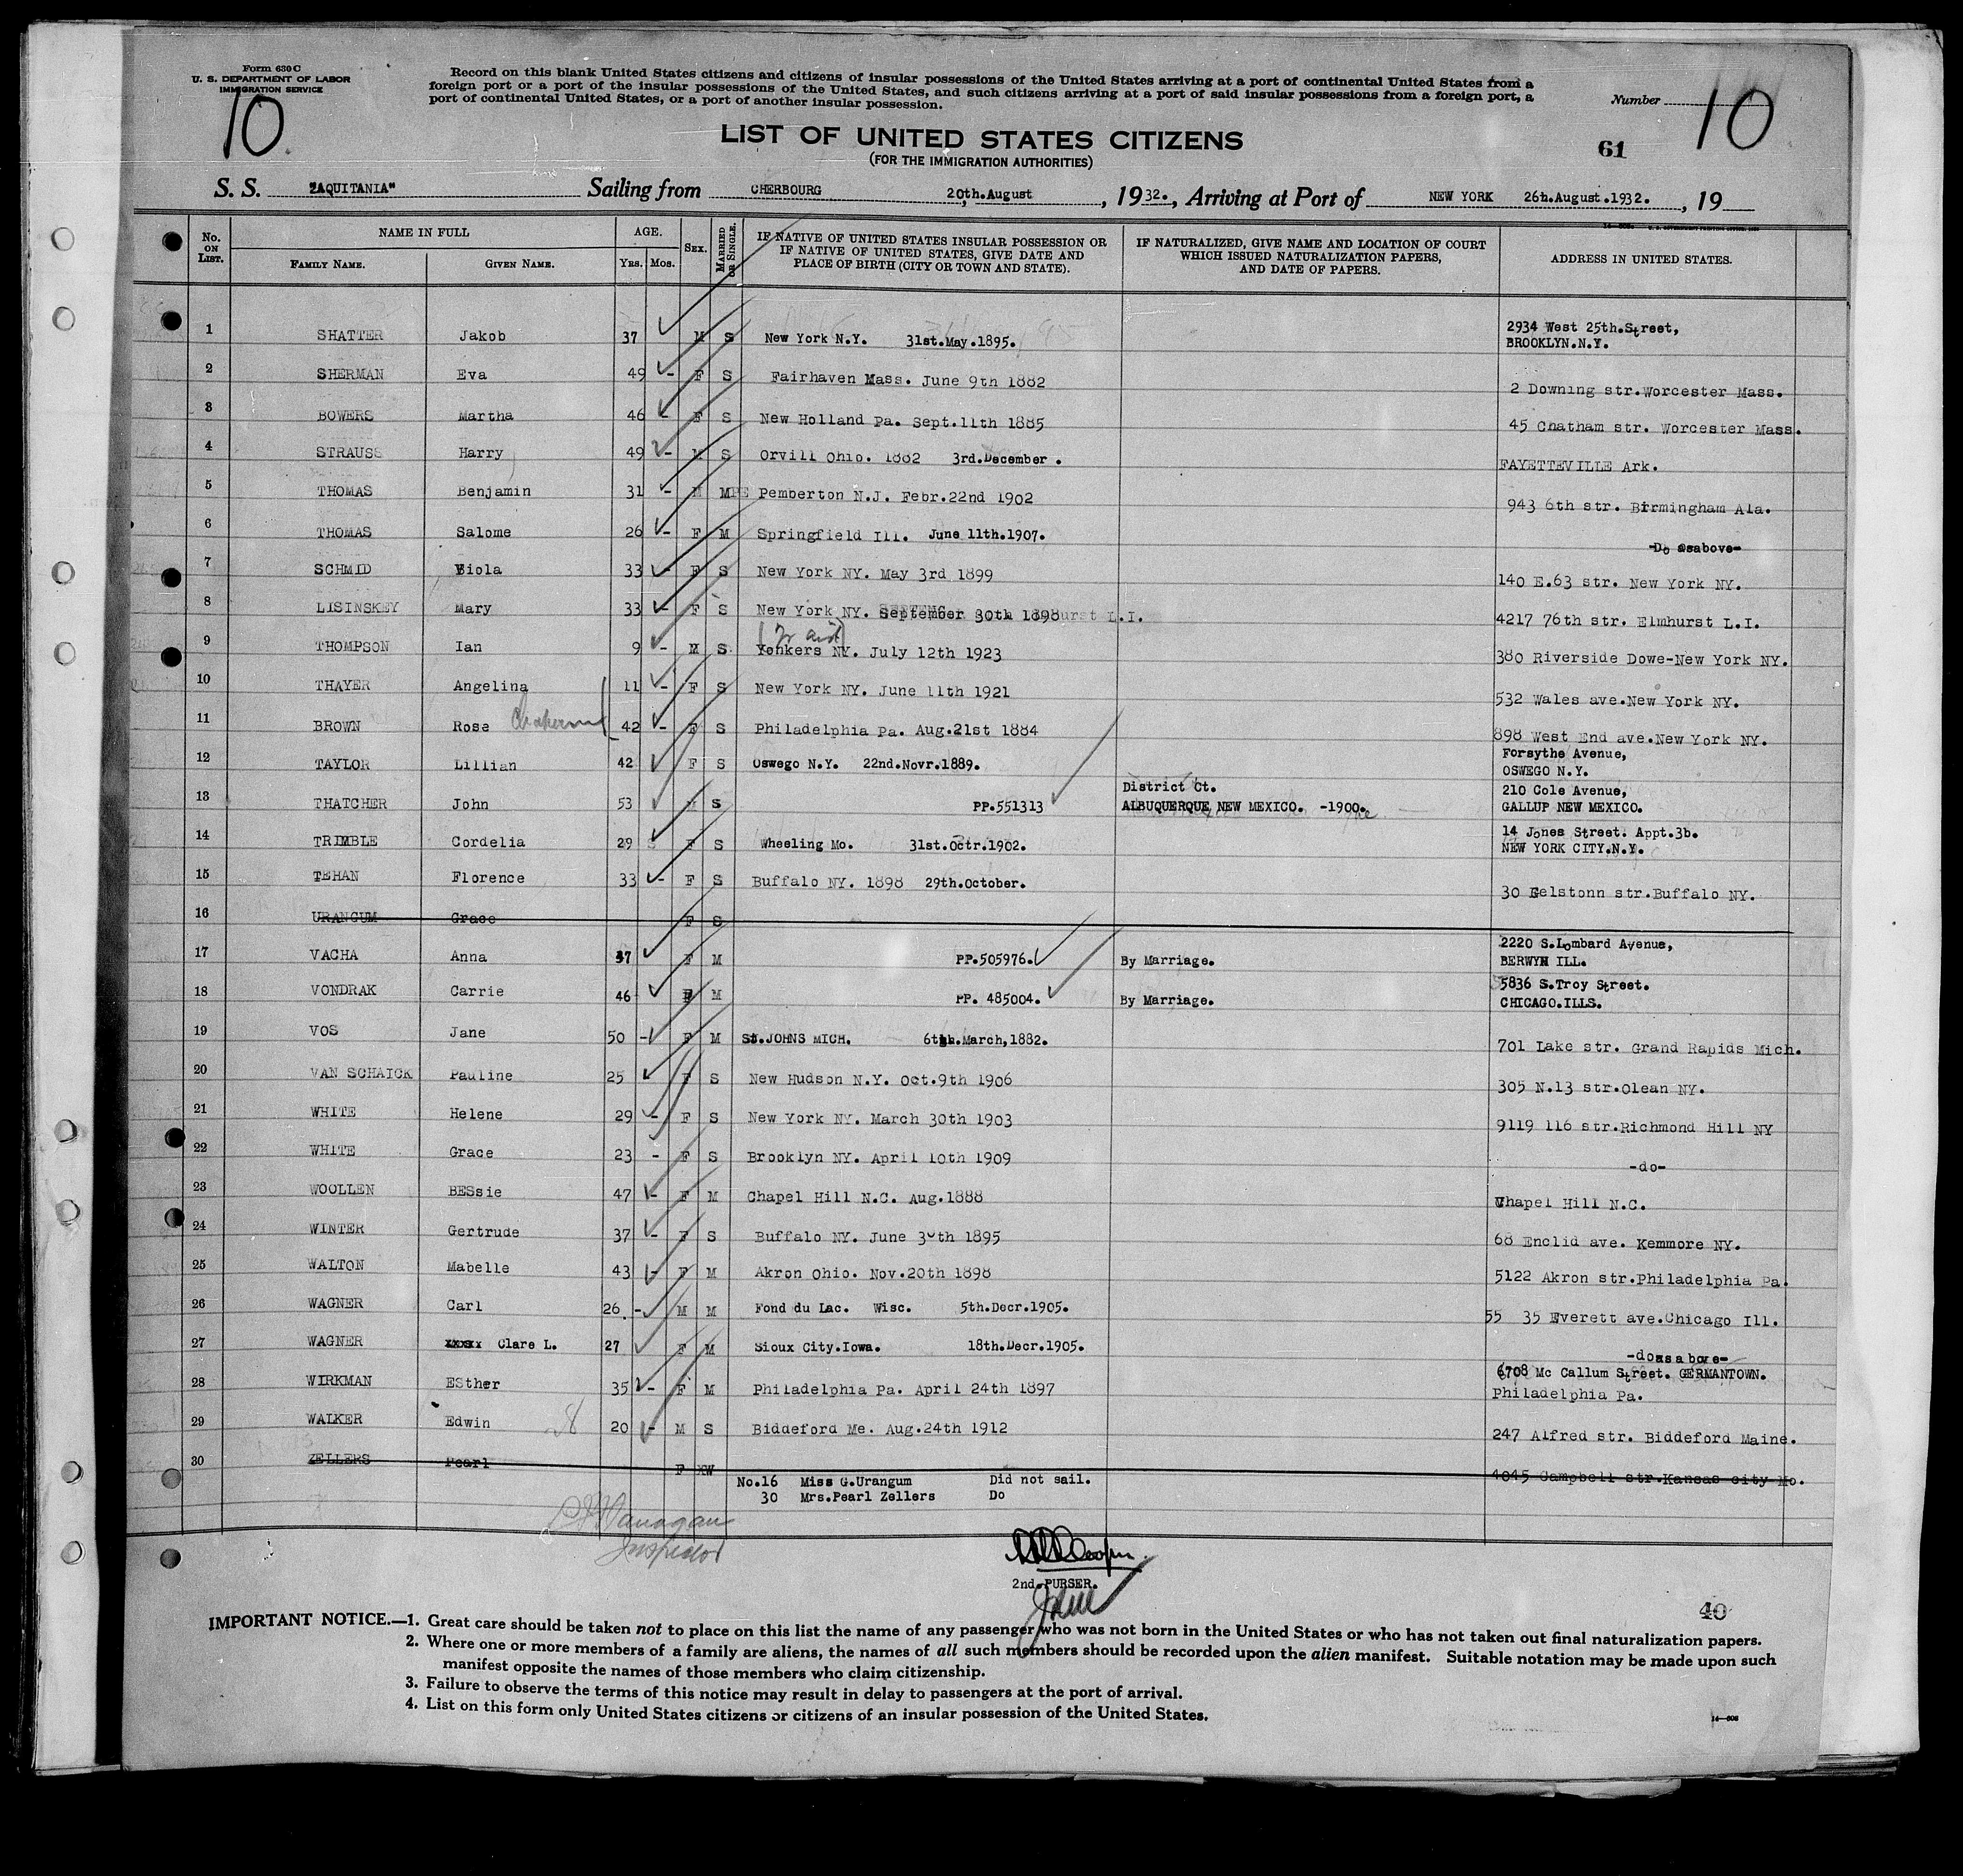 Form 630 C
U. S. DEPARTMENT OF LABOR
IMMIGRATION SERVICE
10
Record on this blank United States citizens and citizens of insular possessions of the United States arriving at a port of continental United States from a
foreign port or a port of the insular possessions of the United States, and such citizens arriving at a port of said insular possessions from a foreign port, a
port of continental United States, or a port of another insular possession.
Number 10
LIST OF UNITED STATES CITIZENS
(FOR THE IMMIGRATION AUTHORITIES)
61
S. S. "AQUITANIA" Sailing from CHERBOURG 20th.August, 1932., Arriving at Port of NEW YORK 26th.August.1932., 19
No. ON LIST. NAME IN FULL FAMILY NAME. GIVEN NAME. AGE. YRS. MOS. SEX. MARRIED OR SINGLE. IF NATIVE OF UNITED STATES INSULAR POSSESSION OR IF NATIVE OF UNITED STATES, GIVE DATE AND PLACE OF BIRTH (CITY OR TOWN AND STATE). IF NATURALIZED, GIVE NAME AND LOCATION OF COURT WHICH ISSUED NATURALIZATION PAPERS, AND DATE OF PAPERS. ADDRESS IN UNITED STATES.
1 SHATTER Jakob 37 M S New York N.Y. 31st.May.1895. 2934 West 25th.Street, BROOKLYN.N.Y.
2 SHERMAN Eva 49 - F S Fairhaven Mass. June 9th 1882 2 Downing str.Worcester Mass.
3 BOWERS Martha 46 - F S New Holland Pa. Sept.11th 1885 45 Chatham str. Worcester Mass.
4 STRAUSS Harry 49 - M S Orvill Ohio. 1882 3rd.December . FAYETTEVILLE Ark.
5 THOMAS Benjamin 31 - M M Pemberton N.J. Febr.22nd 1902 943 6th str. Birmingham Ala.
6 THOMAS Salome 26 - F M Springfield Ill. June 11th.1907. -Do asabove-
7 SCHMID Viola 33 - F S New York NY. May 3rd 1899 140 E.63 str. New York NY.
8 LISINSKEY Mary 33 - F S New York NY. September 30th 1898 4217 76th str. Elmhurst L.I.
9 THOMPSON Ian 9 - M S Yonkers NY. July 12th 1923 380 Riverside Dowe-New York NY.
10 THAYER Angelina 11 - F S New York NY. June 11th 1921 532 Wales ave.New York NY.
11 BROWN Rose 42 - F S Philadelphia Pa. Aug.21st 1884 898 West End ave.New York NY.
12 TAYLOR Lillian 42 F S Oswego N.Y. 22nd.Novr.1889. Forsythe Avenue, OSWEGO N.Y.
13 THATCHER John 53 M S PP.551313 District Ct. ALBUQUERQUE NEW MEXICO. -1900. 210 Cole Avenue, GALLUP NEW MEXICO.
14 TRIMBLE Cordelia 29 F S Wheeling Mo. 31st.Octr.1902. 14 Jones Street. Appt.3b. NEW YORK CITY.N.Y.
15 TEHAN Florence 33 - F S Buffalo NY. 1898 29th.October. 30 Gelstonn str.Buffalo NY.
16 URANGUM Grace F S
17 VACHA Anna 37 F M PP.505976. By Marriage. 2220 S.Lombard Avenue, BERWYN ILL.
18 VONDRAK Carrie 46 F M PP. 485004. By Marriage. 5836 S.Troy Street. CHICAGO.ILLS.
19 VOS Jane 50 - F M St.JOHNS MICH. 6th.March,1882. 701 Lake str. Grand Rapids Mich.
20 VAN SCHAICK Pauline 25 F S New Hudson N.Y. Oct.9th 1906 305 N.13 str.Olean NY.
21 WHITE Helene 29 - F S New York NY. March 30th 1903 9119 116 str.Richmond Hill NY
22 WHITE Grace 23 - F S Brooklyn NY. April 10th 1909 -do-
23 WOOLLEN BEssie 47 - F M Chapel Hill N.C. Aug.1888 Chapel Hill N.C.
24 WINTER Gertrude 37 - F S Buffalo NY. June 30th 1895 68 Enclid ave. Kemmore NY.
25 WALTON Mabelle 43 - F M Akron Ohio. Nov.20th 1898 5122 Akron str.Philadelphia Pa.
26 WAGNER Carl 26 - M M Fond du Lac. Wisc. 5th.Decr.1905. 55 35 Everett ave.Chicago Ill.
27 WAGNER Clare L. 27 F M Sioux City.Iowa. 18th.Decr.1905. -doasabove-
28 WIRKMAN ESther 35 - F M Philadelphia Pa. April 24th 1897 6708 Mc Callum Street. GERMANTOWN. Philadelphia Pa.
29 WALKER Edwin 20 - M S Biddeford Me. Aug.24th 1912 247 Alfred str. Biddeford Maine.
30 ZELLERS Pearl F W 4045 Campbell str.Kansas city Mo.
No.16 Miss G.Urangum Did not sail.
30 Mrs.Pearl Zellers Do
Inspector
2nd.PURSER.
40
IMPORTANT NOTICE.—1. Great care should be taken not to place on this list the name of any passenger who was not born in the United States or who has not taken out final naturalization papers.
2. Where one or more members of a family are aliens, the names of all such members should be recorded upon the alien manifest. Suitable notation may be made upon such
manifest opposite the names of those members who claim citizenship.
3. Failure to observe the terms of this notice may result in delay to passengers at the port of arrival.
4. List on this form only United States citizens or citizens of an insular possession of the United States.
14—608